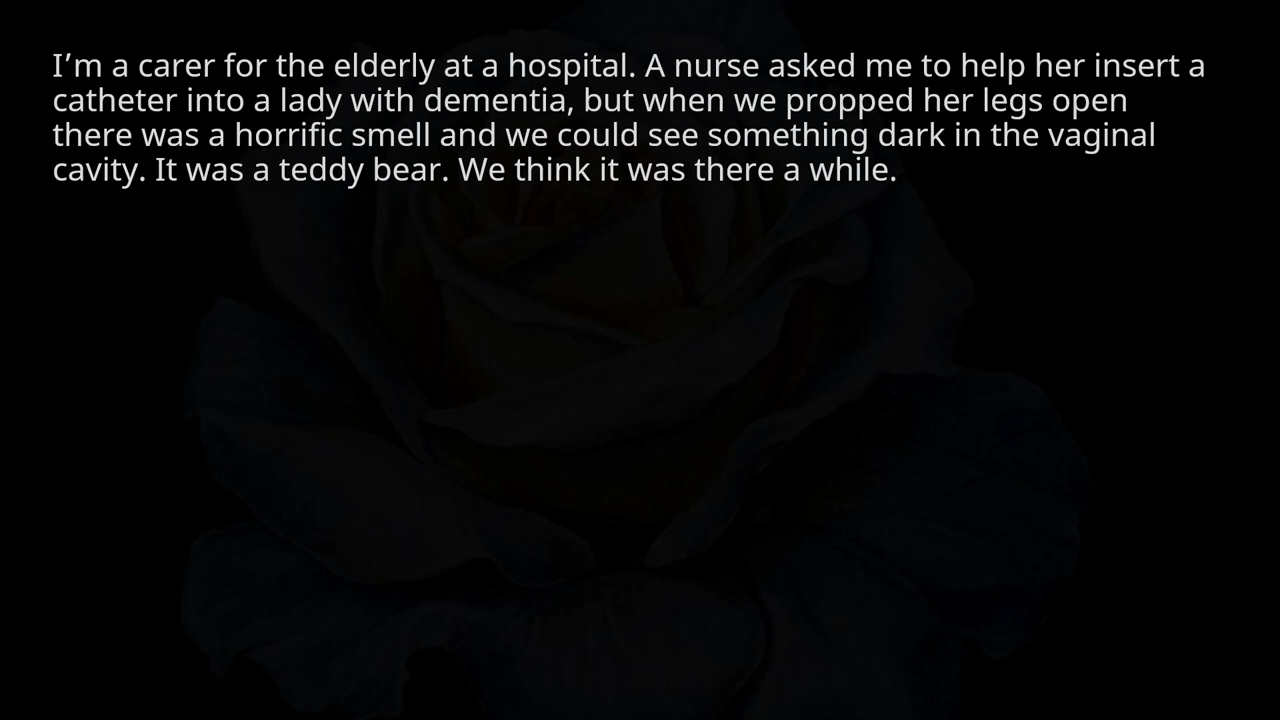 I’m a carer for the elderly at a hospital. A nurse asked me to help her insert a
catheter into a lady with dementia, but when we propped her legs open
there was a horrific smell and we could see something dark in the vaginal
cavity. It was a teddy bear. We think it was there a while.